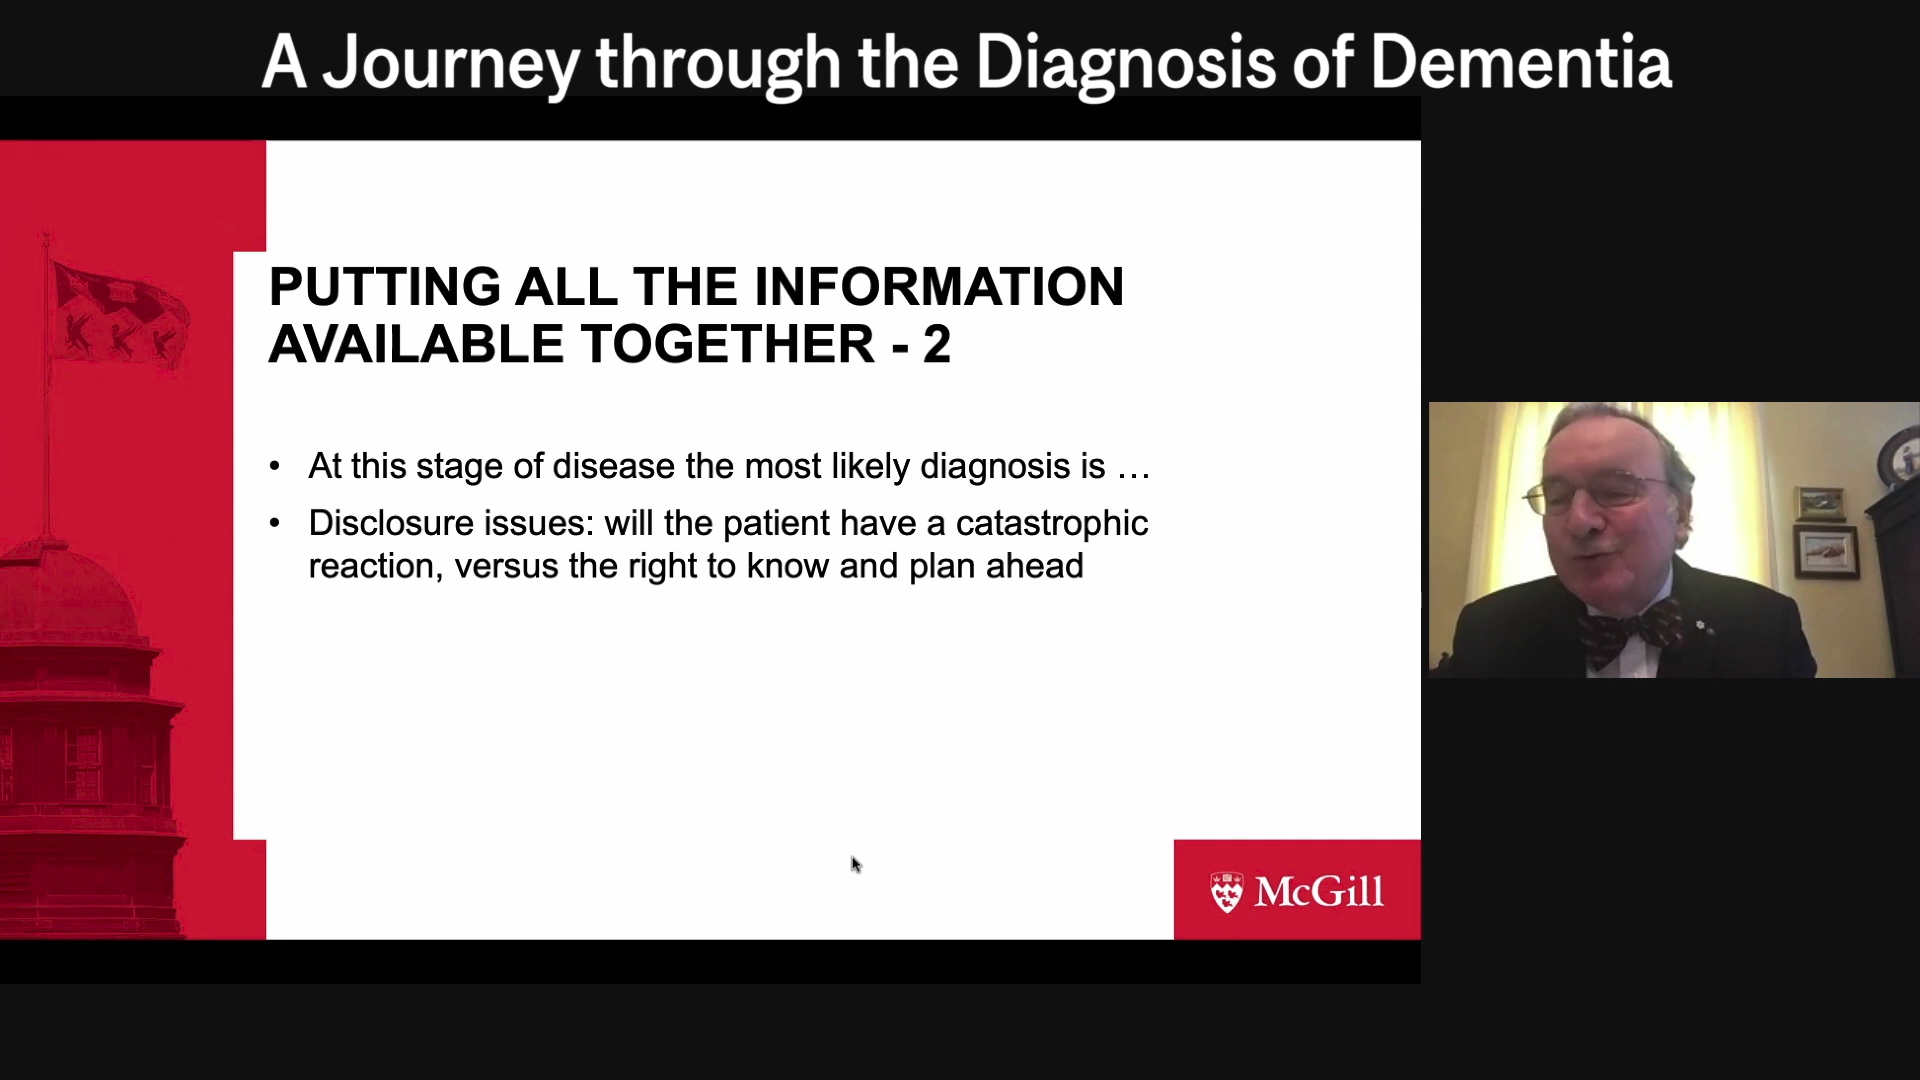 A Journey through the Diagnosis of Dementia
PUTTING ALL THE INFORMATION
AVAILABLE TOGETHER - 2
• At this stage of disease the most likely diagnosis is …
• Disclosure issues: will the patient have a catastrophic
reaction, versus the right to know and plan ahead
McGill